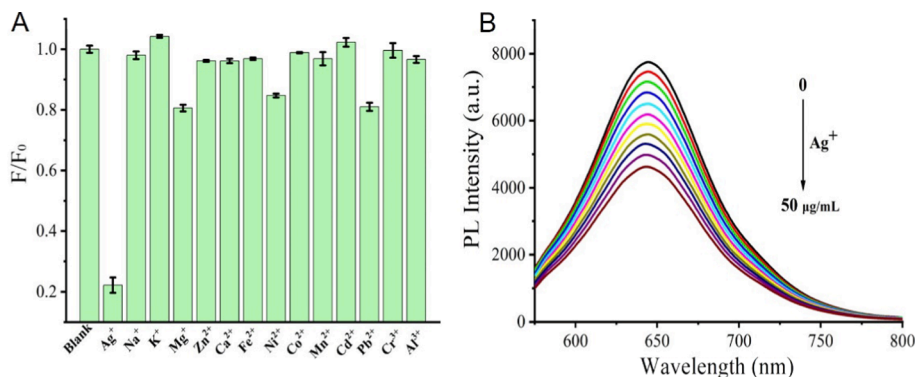 A
F/F₀
1.0
0.8
0.6
0.4
0.2
Blank
Ag⁺
Na⁺
K⁺
Mg⁺
Zn²⁺
Ca²⁺
Fe²⁺
Ni²⁺
Co²⁺
Mn²⁺
Cd²⁺
Pb²⁺
Cr³⁺
Al³⁺
B
PL Intensity (a.u.)
8000
6000
4000
2000
0
0
Ag⁺
50 μg/mL
600
650
700
750
800
Wavelength (nm)